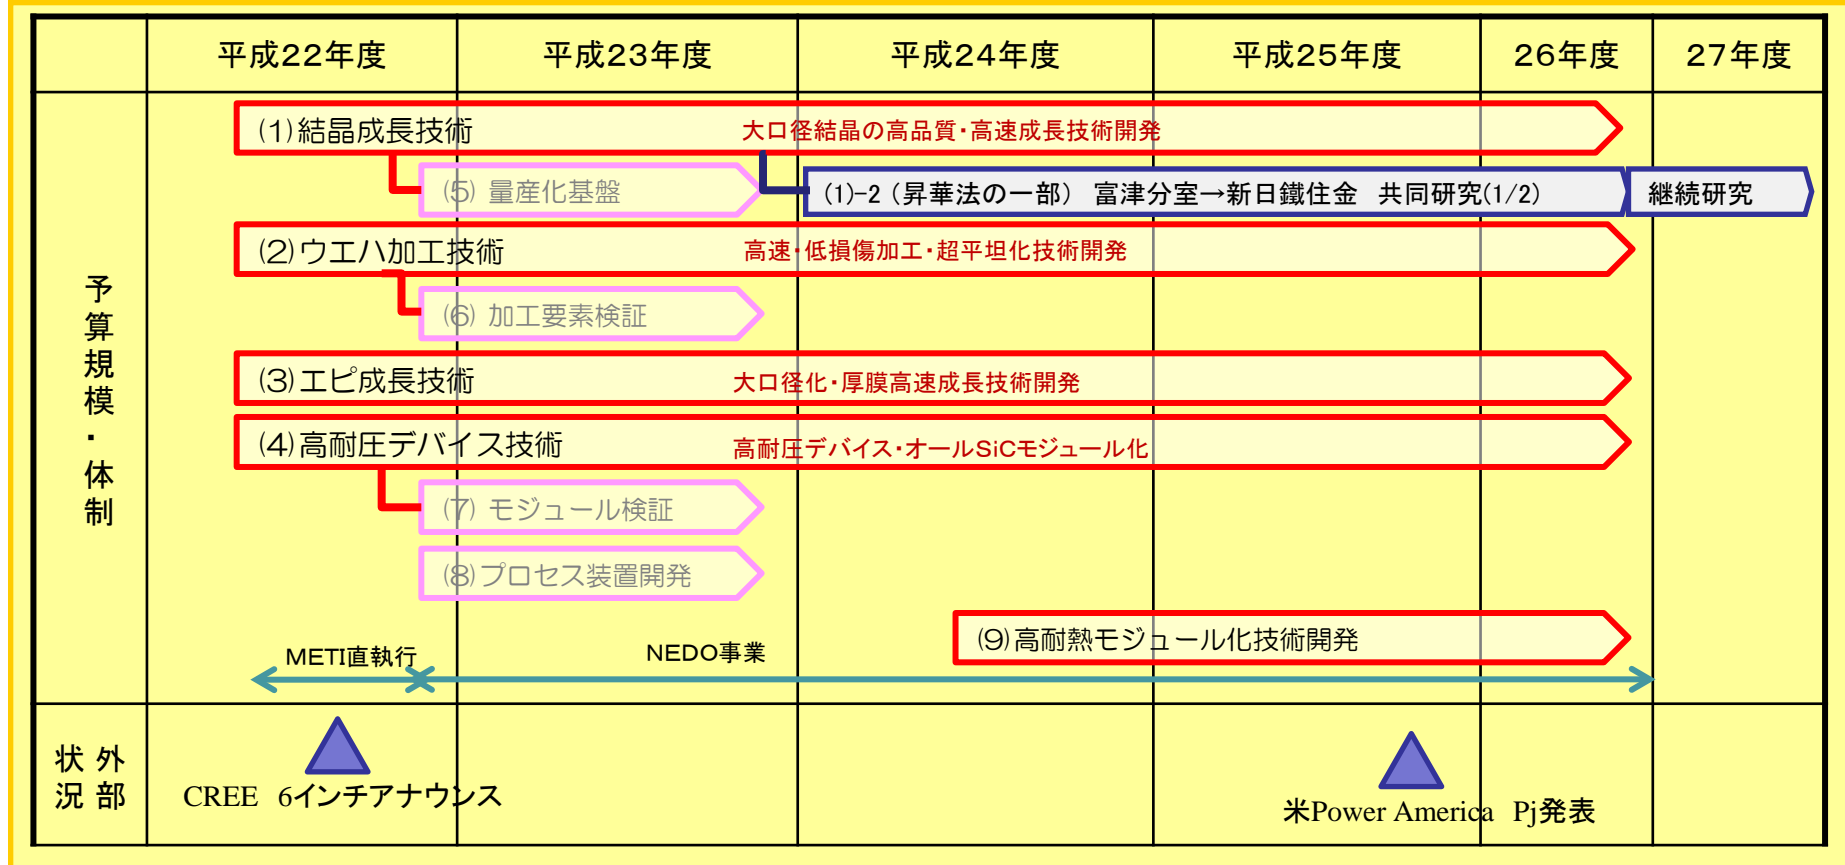 平成22年度
平成23年度
平成24年度
平成25年度
26年度
27年度
予算規模・体制
(1)結晶成長技術
大口径結晶の高品質・高速成長技術開発
(5) 量産化基盤
(1)-2 (昇華法の一部) 富津分室→新日鐵住金 共同研究(1/2)
継続研究
(2)ウエハ加工技術
高速・低損傷加工・超平坦化技術開発
(6) 加工要素検証
(3)エピ成長技術
大口径化・厚膜高速成長技術開発
(4)高耐圧デバイス技術
高耐圧デバイス・オールSiCモジュール化
(7) モジュール検証
(8)プロセス装置開発
(9)高耐熱モジュール化技術開発
METI直執行
NEDO事業
外部
状況
CREE 6インチアナウンス
米Power America Pj発表